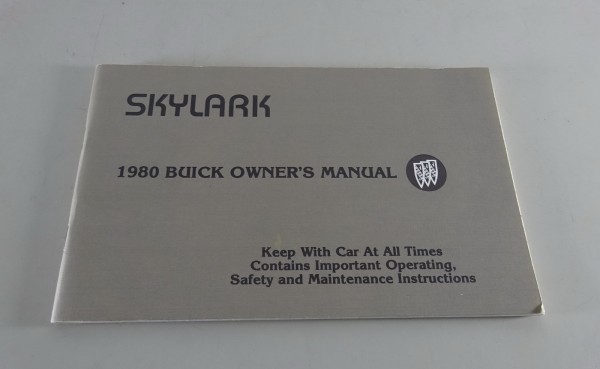 SKYLARK
1980 BUICK OWNER'S MANUAL
Keep With Car At All Times
Contains Important Operating,
Safety and Maintenance Instructions